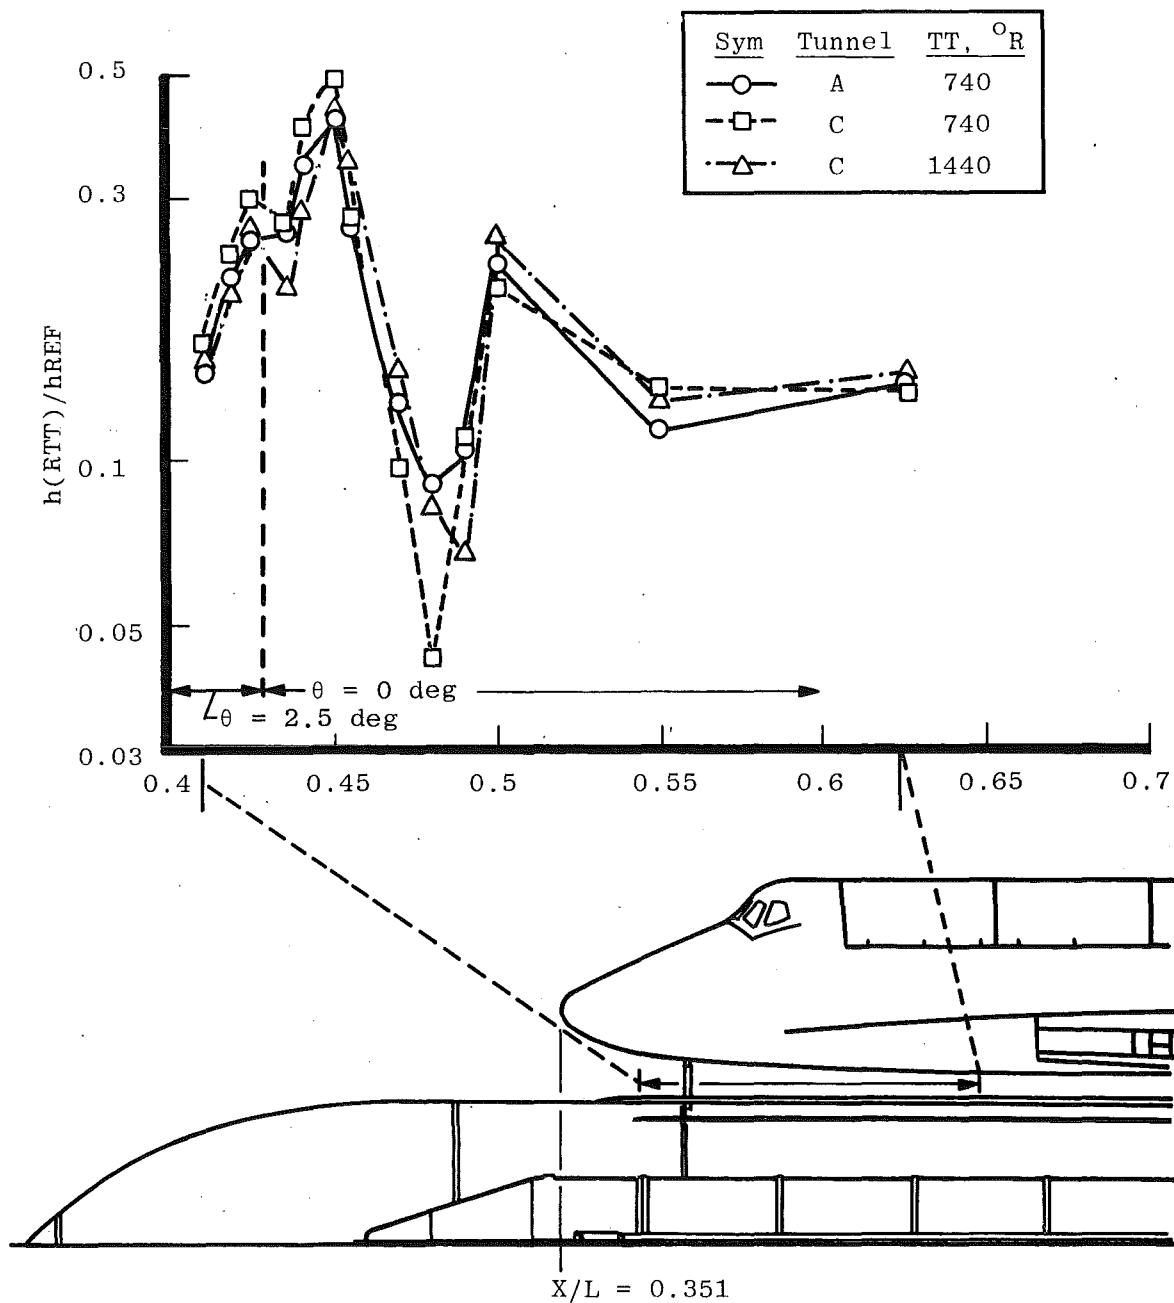 Sym Tunnel TT, °R
A 740
C 740
C 1440
0.5
0.3
0.1
0.05
0.03
h(RTT)/hREF
θ = 0 deg
θ = 2.5 deg
0.4 0.45 0.5 0.55 0.6 0.65 0.7
X/L = 0.351